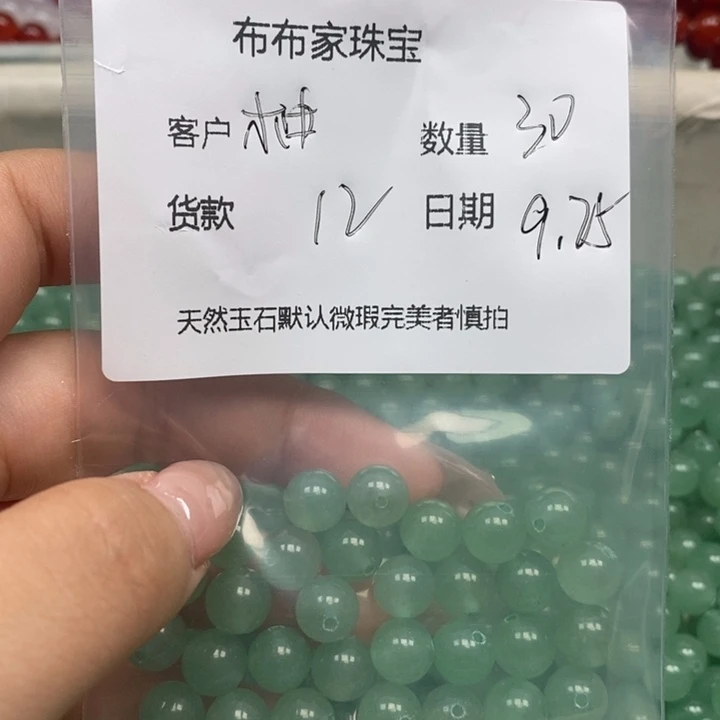 布布家珠宝
客户 柚 数量 30
货款 12 日期 9.25
天然玉石默认微瑕完美者慎拍